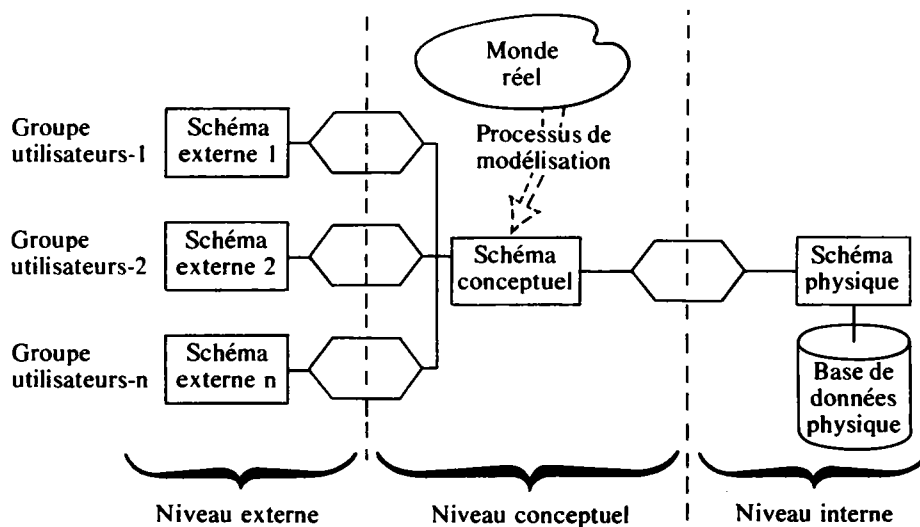 Monde
réel
Processus de
modélisation
Groupe
utilisateurs-1
Schéma
externe 1
Groupe
utilisateurs-2
Schéma
externe 2
Schéma
conceptuel
Schéma
physique
Groupe
utilisateurs-n
Schéma
externe n
Base de
données
physique
Niveau externe
Niveau conceptuel
Niveau interne